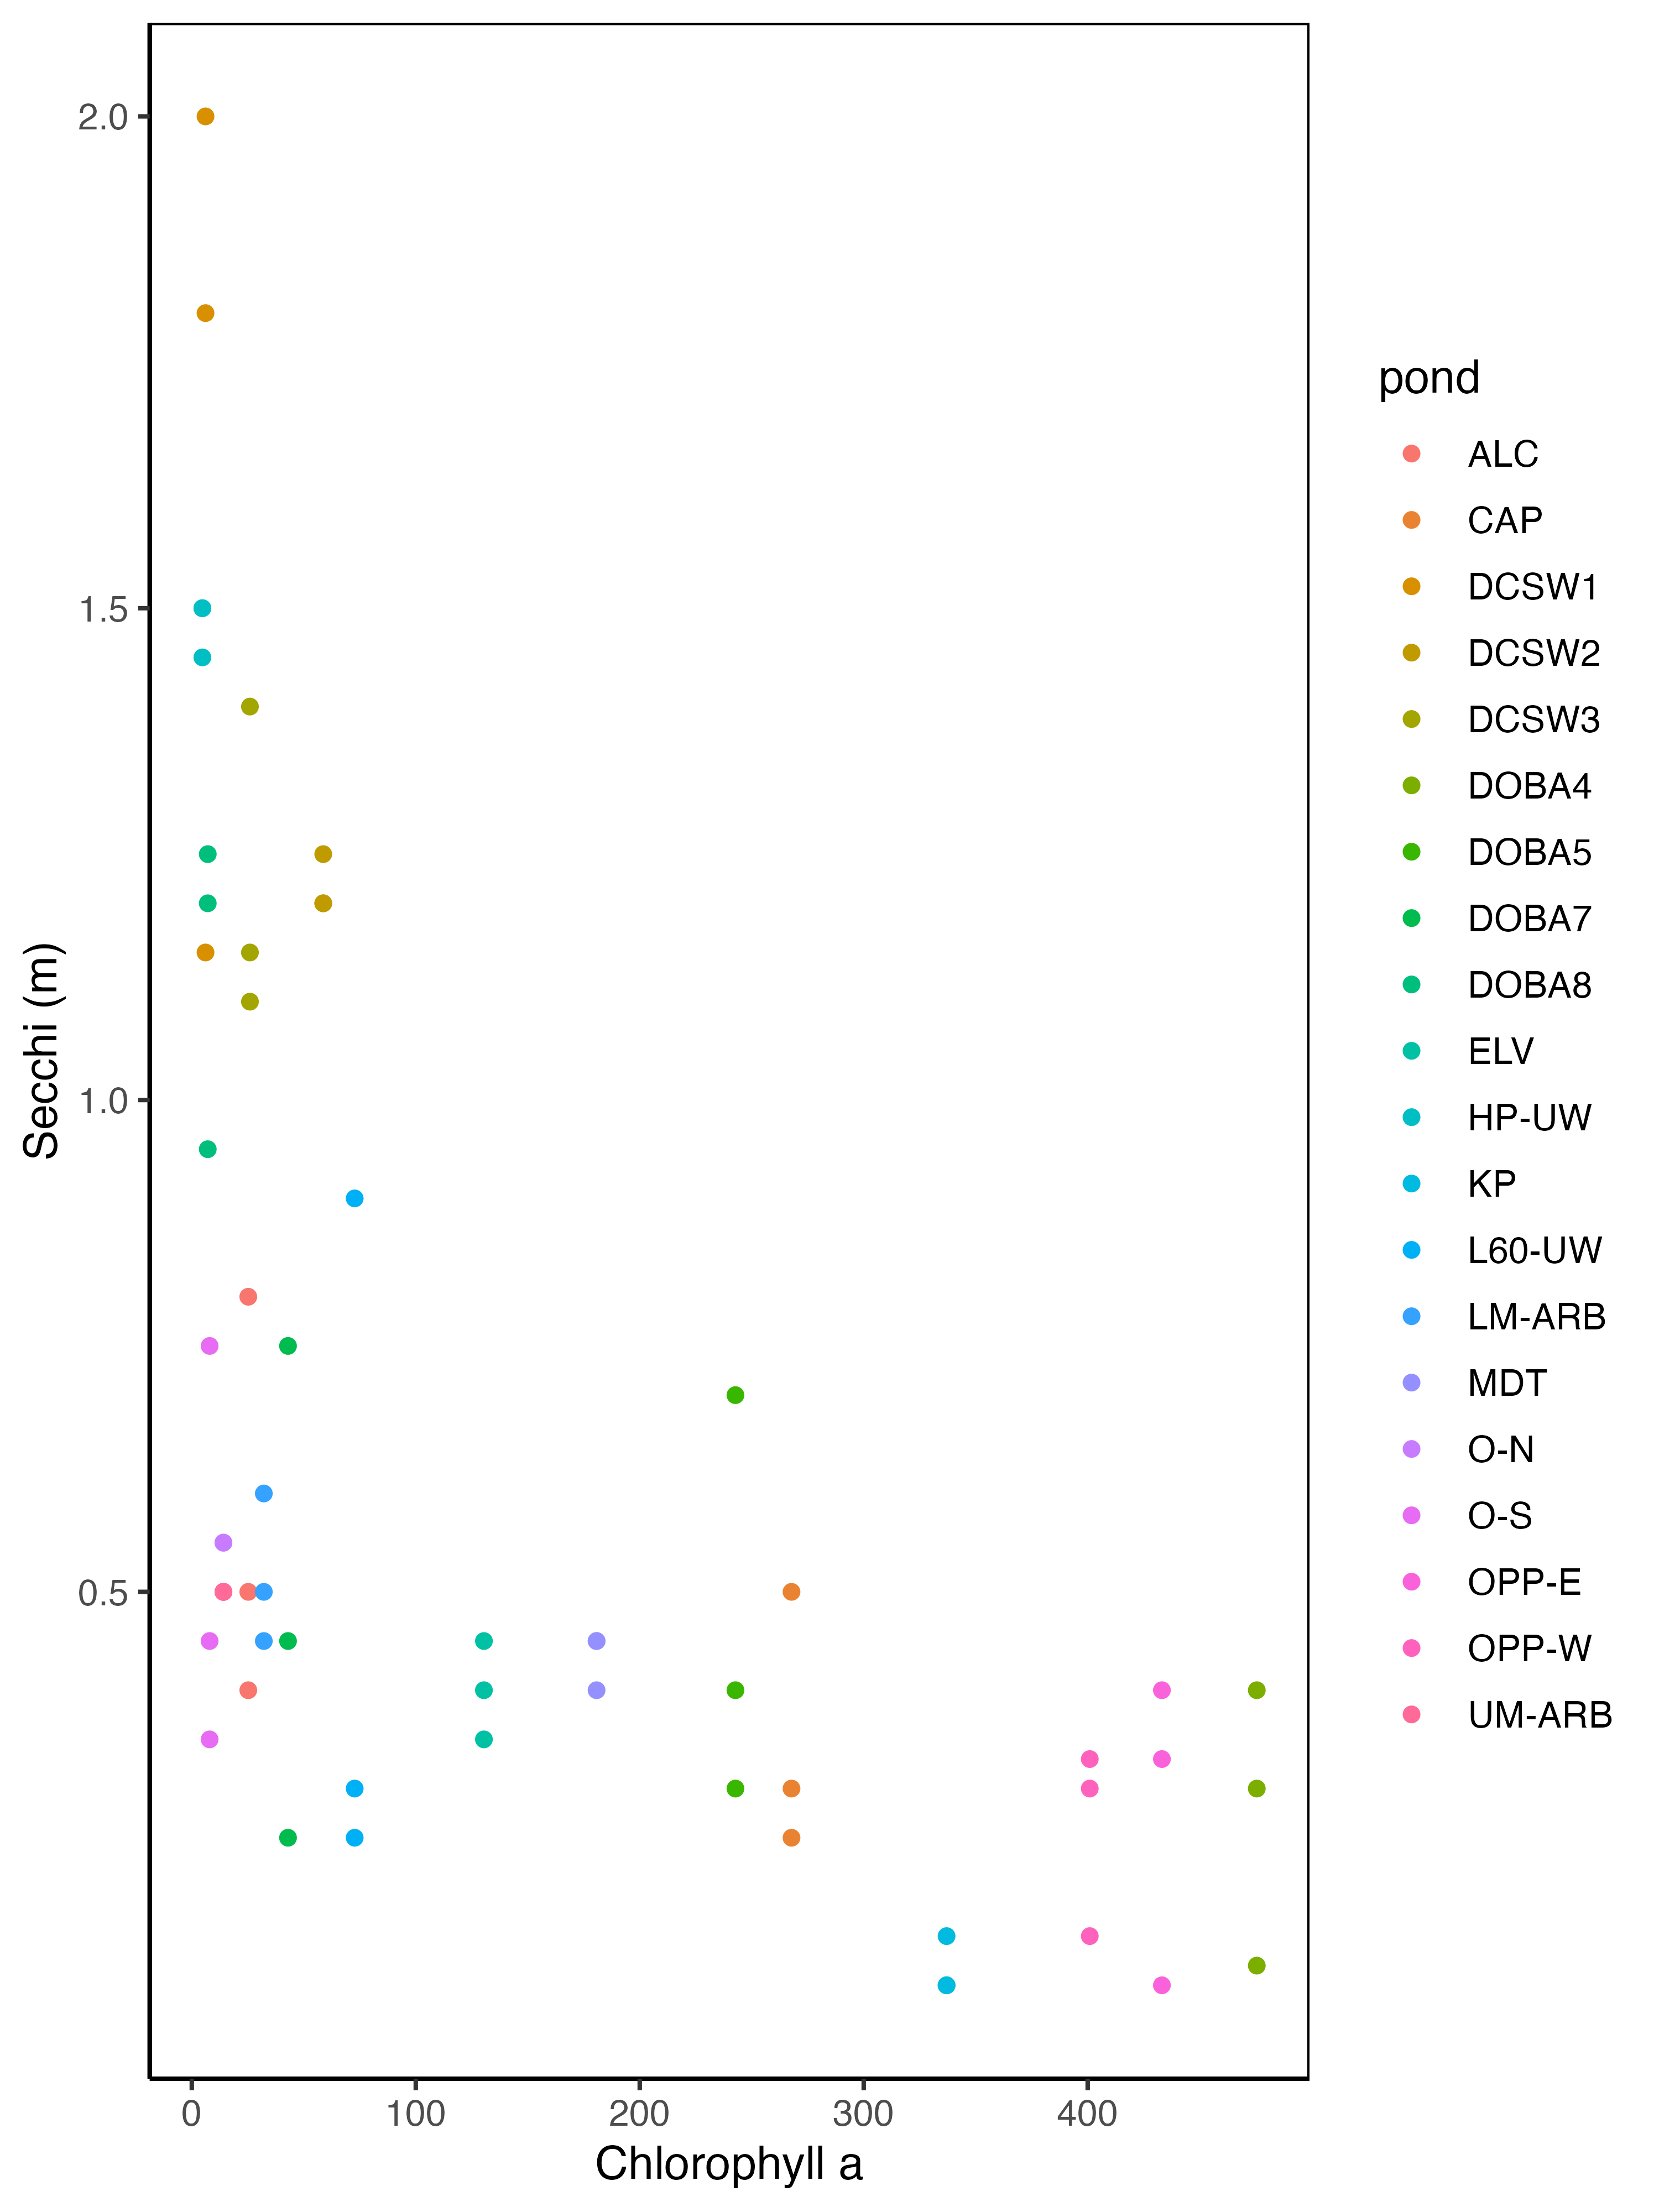 2.0
1.5
1.0
0.5
Secchi (m)
0
100
200
300
400
Chlorophyll a
pond
ALC
CAP
DCSW1
DCSW2
DCSW3
DOBA4
DOBA5
DOBA7
DOBA8
ELV
HP-UW
KP
L60-UW
LM-ARB
MDT
O-N
O-S
OPP-E
OPP-W
UM-ARB